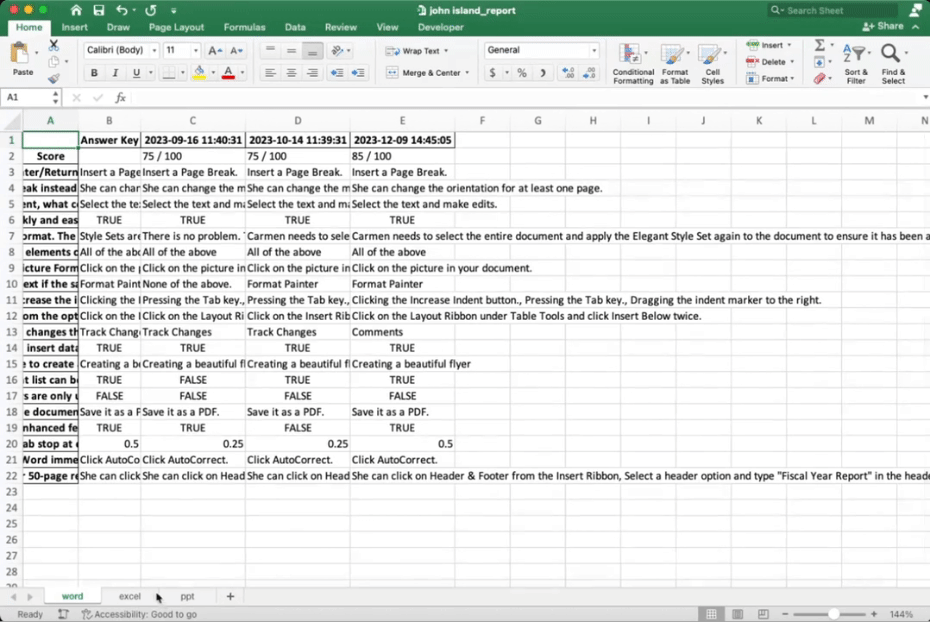 john island_report
Search Sheet
Home Insert Draw Page Layout Formulas Data Review View Developer
Share
Paste
Calibri (Body) 11 A A
B I U A
Wrap Text
Merge & Center
General
$ %
Conditional Formatting
Format as Table
Cell Styles
Insert
Delete
Format
Sort & Filter
Find & Select
A1 fx
A B C D E F G H I J K L M N
1 Answer Key 2023-09-16 11:40:31 2023-10-14 11:39:31 2023-12-09 14:45:05
2 Score 75 / 100 75 / 100 85 / 100
3 ter/Return Insert a Page Insert a Page Break. Insert a Page Break. Insert a Page Break.
4 ak instead She can char She can change the m She can change the m She can change the orientation for at least one page.
5 nt, what c Select the te Select the text and ma Select the text and ma Select the text and make edits.
6 kly and eas TRUE TRUE TRUE TRUE
7 ormat. The Style Sets are There is no problem. Carmen needs to sele Carmen needs to select the entire document and apply the Elegant Style Set again to the document to ensure it has been a
8 elements c All of the abc All of the above All of the above All of the above
9 icture Form Click on the p Click on the picture in Click on the picture in Click on the picture in your document.
10 ext if the sa Format Paint None of the above. Format Painter Format Painter
11 rease the i Clicking the I Pressing the Tab key., Pressing the Tab key., Clicking the Increase Indent button., Pressing the Tab key., Dragging the indent marker to the right.
12 om the opt Click on the I Click on the Layout Ri Click on the Insert Rib Click on the Layout Ribbon under Table Tools and click Insert Below twice.
13 changes th Track Chang Track Changes Track Changes Comments
14 insert data TRUE TRUE TRUE TRUE
15 e to create Creating a be Creating a beautiful fl Creating a beautiful fl Creating a beautiful flyer
16 t list can b TRUE FALSE TRUE TRUE
17 s are only u FALSE FALSE FALSE FALSE
18 e documen Save it as a P Save it as a PDF. Save it as a PDF. Save it as a PDF.
19 nhanced fe TRUE TRUE FALSE TRUE
20 ab stop at 0.5 0.25 0.25 0.5
21 Word imme Click AutoCo Click AutoCorrect. Click AutoCorrect. Click AutoCorrect.
22 50-page re She can click She can click on Head She can click on Head She can click on Header & Footer from the Insert Ribbon, Select a header option and type "Fiscal Year Report" in the heade
23
24
25
26
27
28
word excel ppt +
Ready Accessibility: Good to go 144%